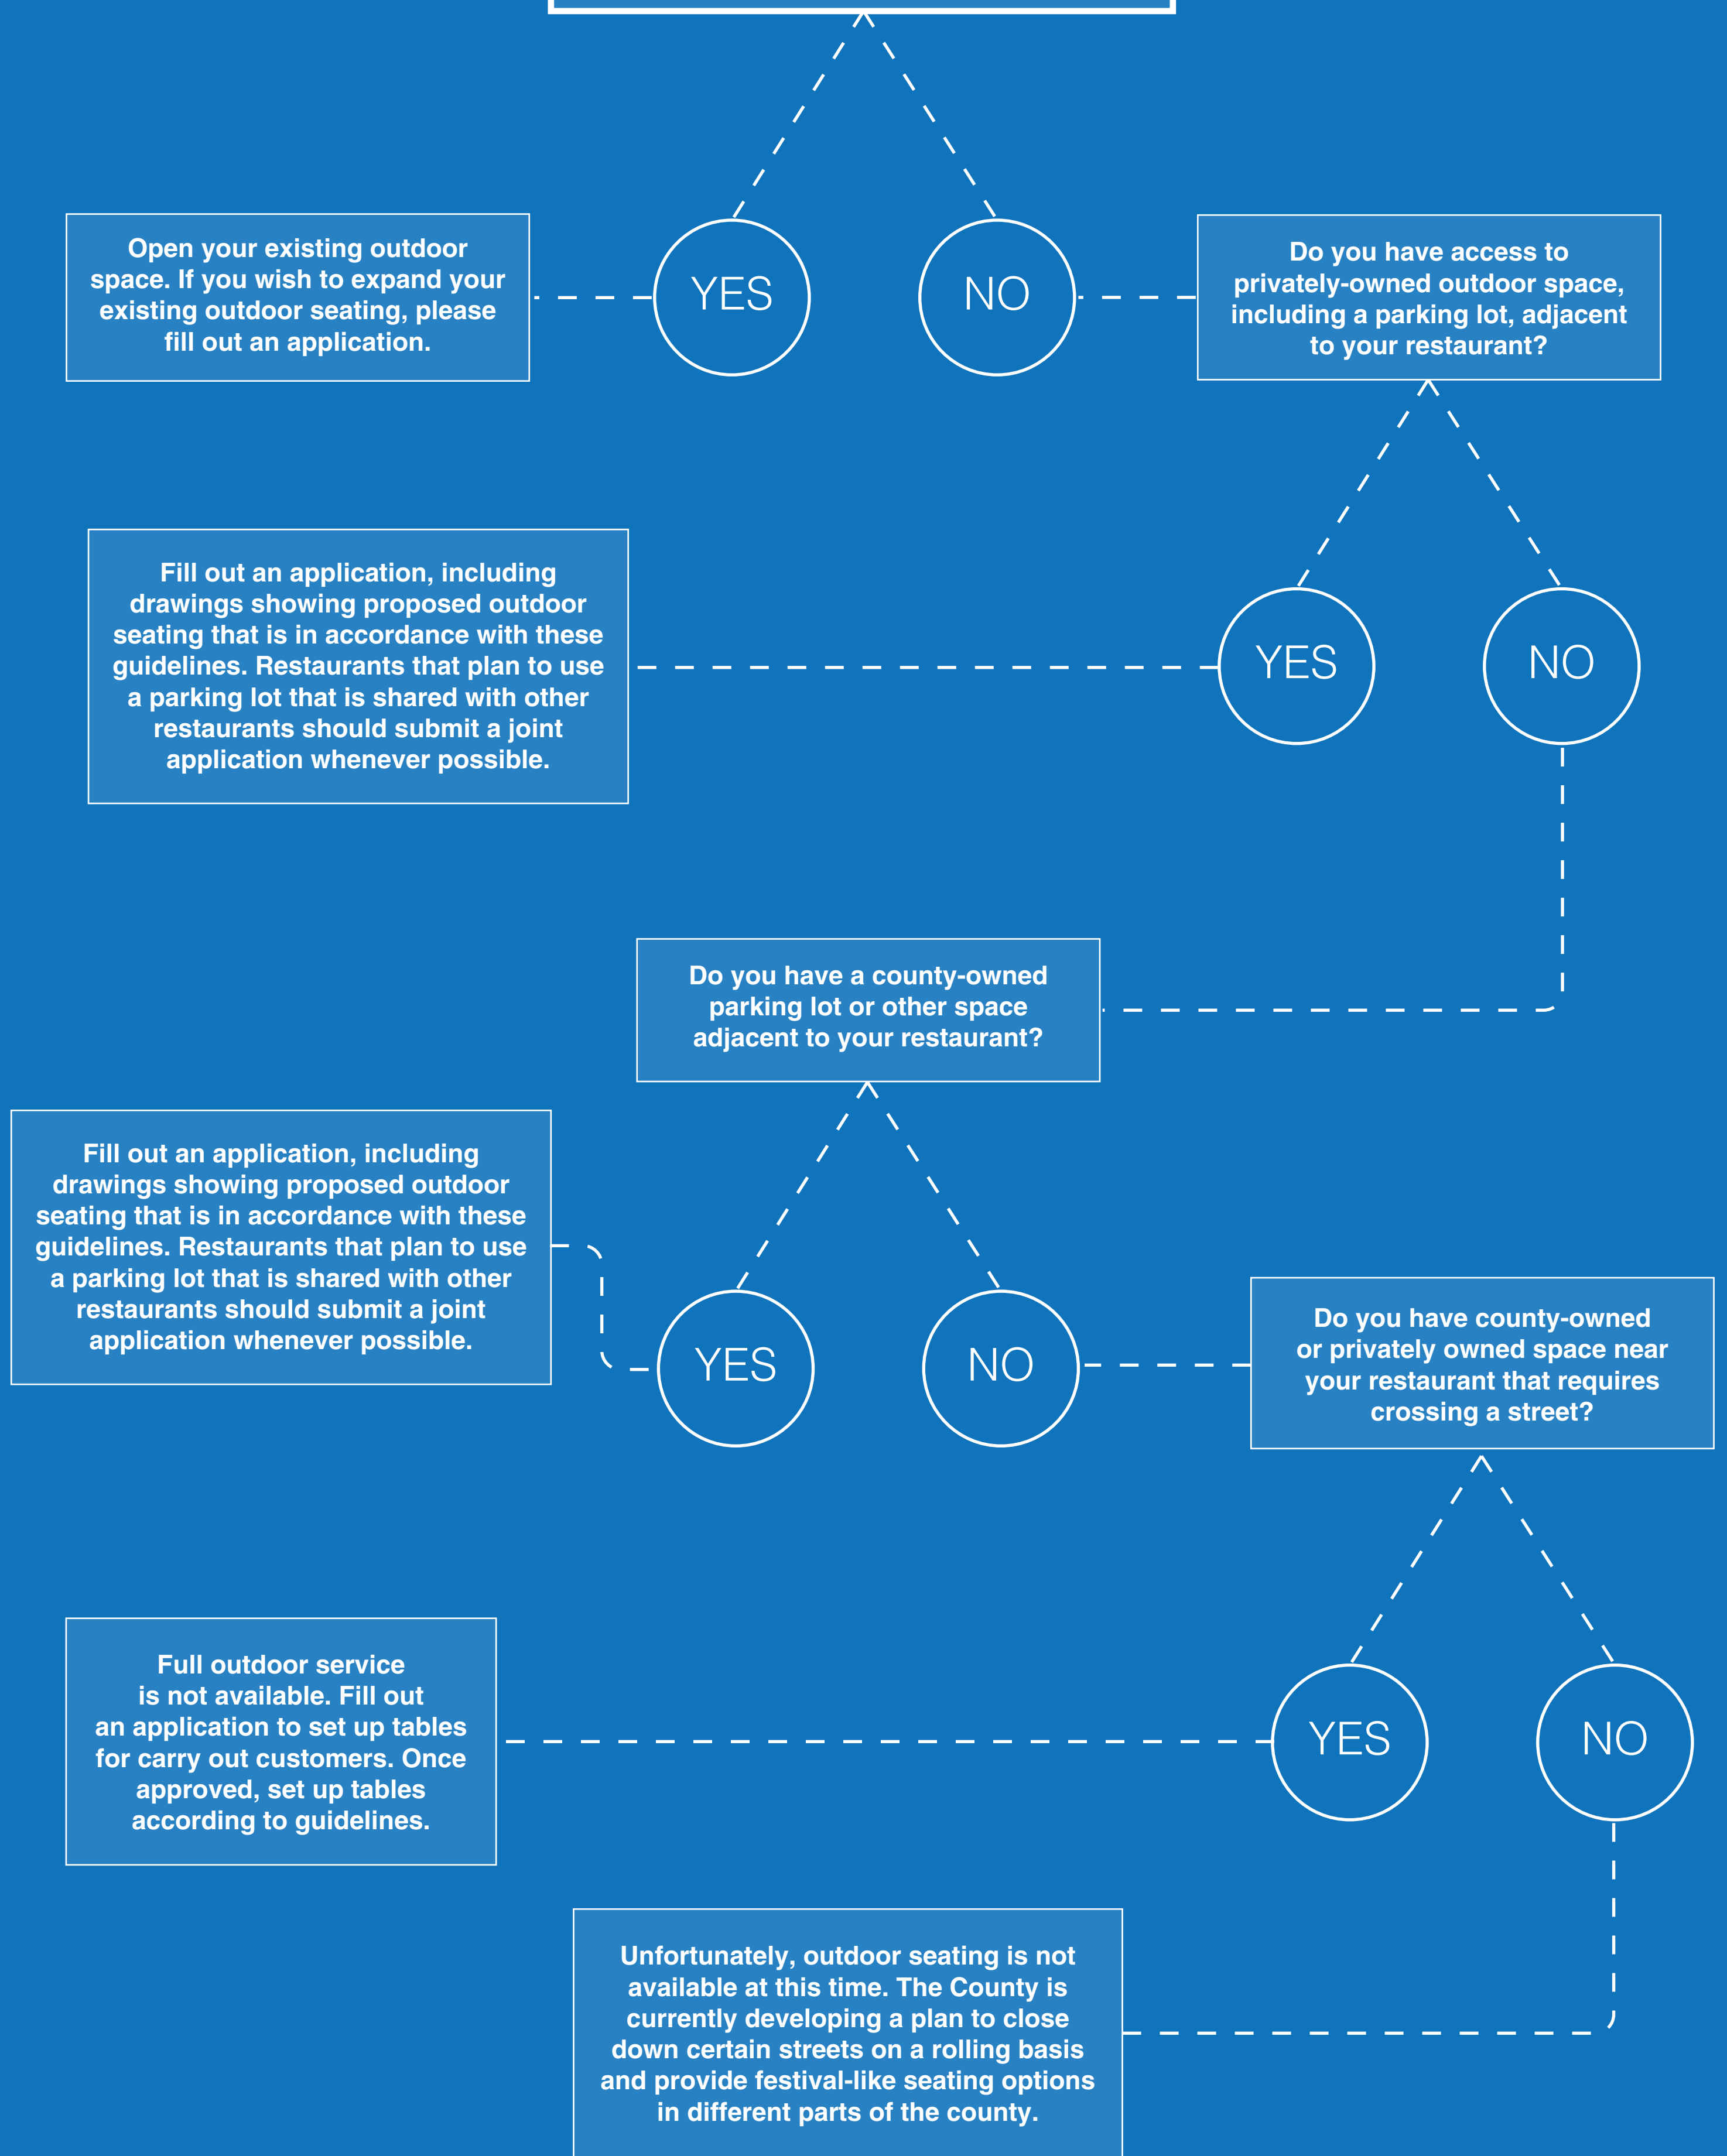 Open your existing outdoor
space. If you wish to expand your
existing outdoor seating, please
fill out an application.
YES
NO
Do you have access to
privately-owned outdoor space,
including a parking lot, adjacent
to your restaurant?
Fill out an application, including
drawings showing proposed outdoor
seating that is in accordance with these
guidelines. Restaurants that plan to use
a parking lot that is shared with other
restaurants should submit a joint
application whenever possible.
YES
NO
Do you have a county-owned
parking lot or other space
adjacent to your restaurant?
Fill out an application, including
drawings showing proposed outdoor
seating that is in accordance with these
guidelines. Restaurants that plan to use
a parking lot that is shared with other
restaurants should submit a joint
application whenever possible.
YES
NO
Do you have county-owned
or privately owned space near
your restaurant that requires
crossing a street?
Full outdoor service
is not available. Fill out
an application to set up tables
for carry out customers. Once
approved, set up tables
according to guidelines.
YES
NO
Unfortunately, outdoor seating is not
available at this time. The County is
currently developing a plan to close
down certain streets on a rolling basis
and provide festival-like seating options
in different parts of the county.